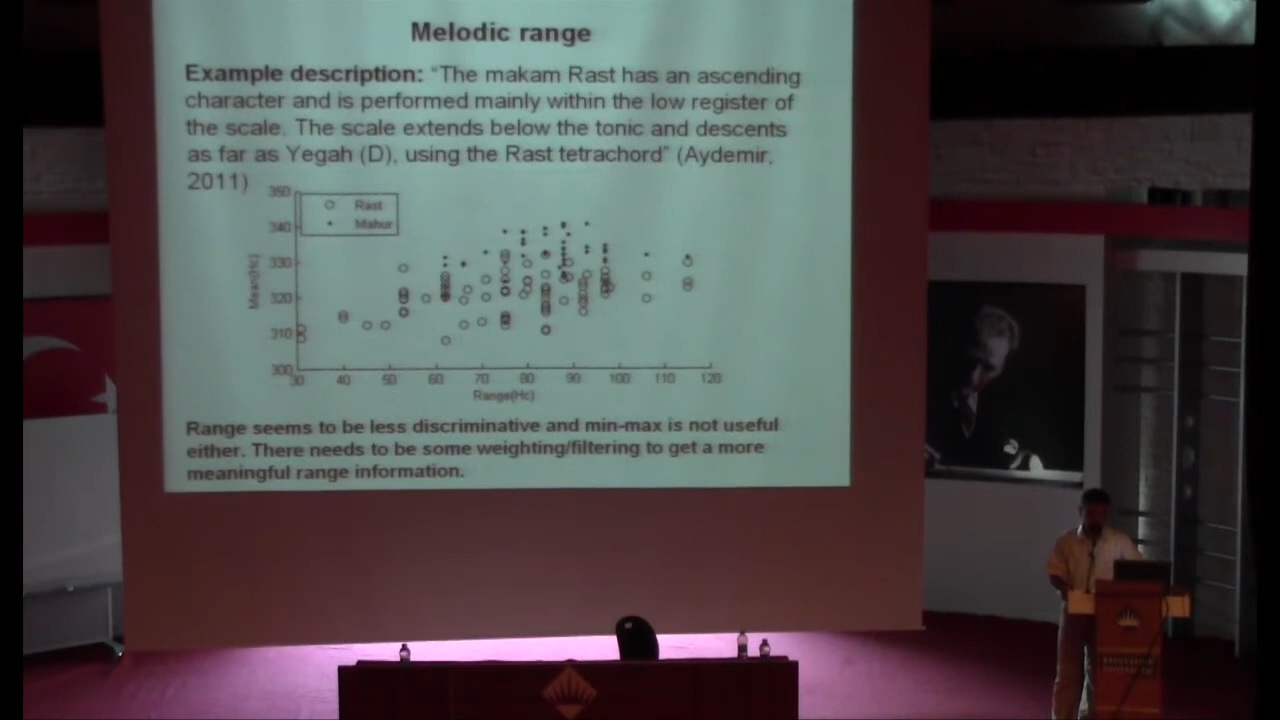 Melodic range
Example description: "The makam Rast has an ascending
character and is performed mainly within the low register of
the scale. The scale extends below the tonic and descents
as far as Yegah (D), using the Rast tetrachord" (Aydemir,
2011)
350
Rast
Mahur
340
330
Mean(Hc)
320
310
300
30 40 50 60 70 80 90 100 110 120
Range(Hc)
Range seems to be less discriminative and min-max is not useful
either. There needs to be some weighting/filtering to get a more
meaningful range information.